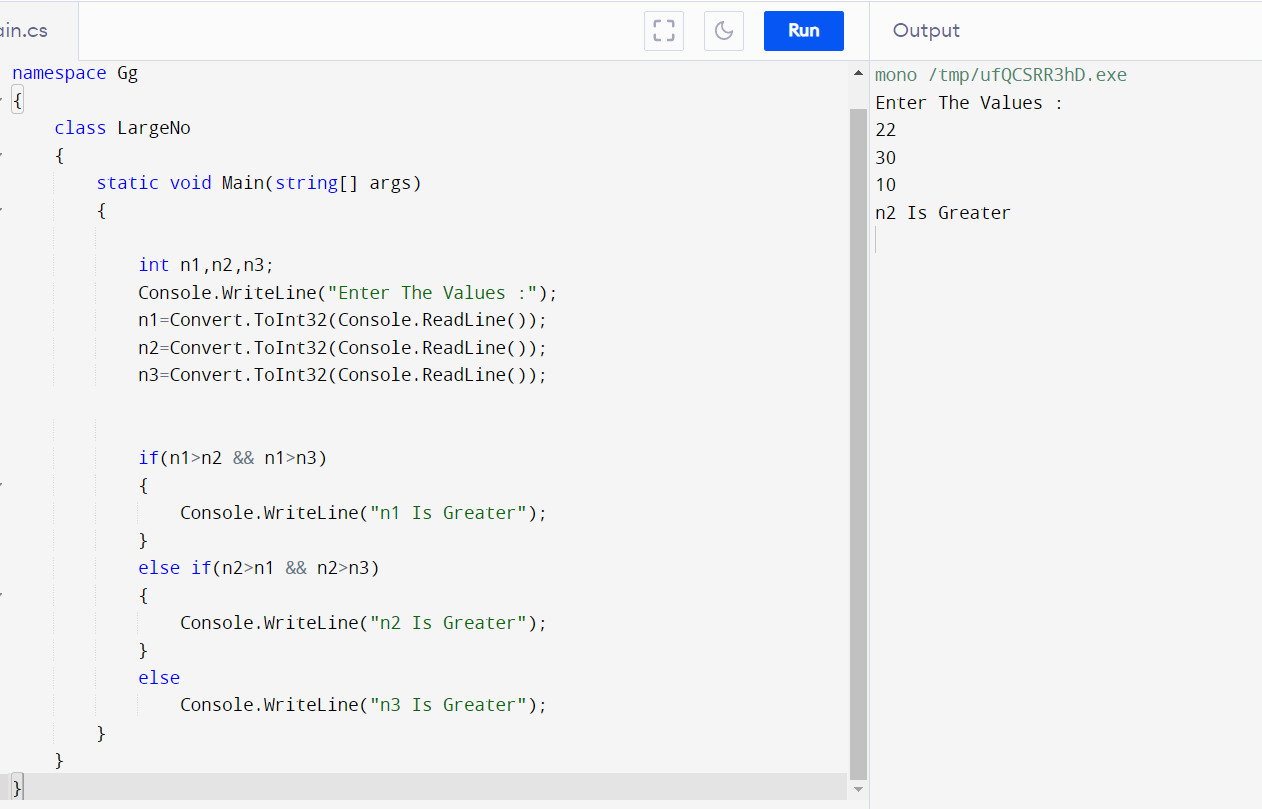 ain.cs
Run
Output
namespace Gg
{
    class LargeNo
    {
        static void Main(string[] args)
        {
            int n1,n2,n3;
            Console.WriteLine("Enter The Values :");
            n1=Convert.ToInt32(Console.ReadLine());
            n2=Convert.ToInt32(Console.ReadLine());
            n3=Convert.ToInt32(Console.ReadLine());
            if(n1>n2 && n1>n3)
            {
                Console.WriteLine("n1 Is Greater");
            }
            else if(n2>n1 && n2>n3)
            {
                Console.WriteLine("n2 Is Greater");
            }
            else
                Console.WriteLine("n3 Is Greater");
        }
    }
}
mono /tmp/ufQCSRR3hD.exe
Enter The Values :
22
30
10
n2 Is Greater